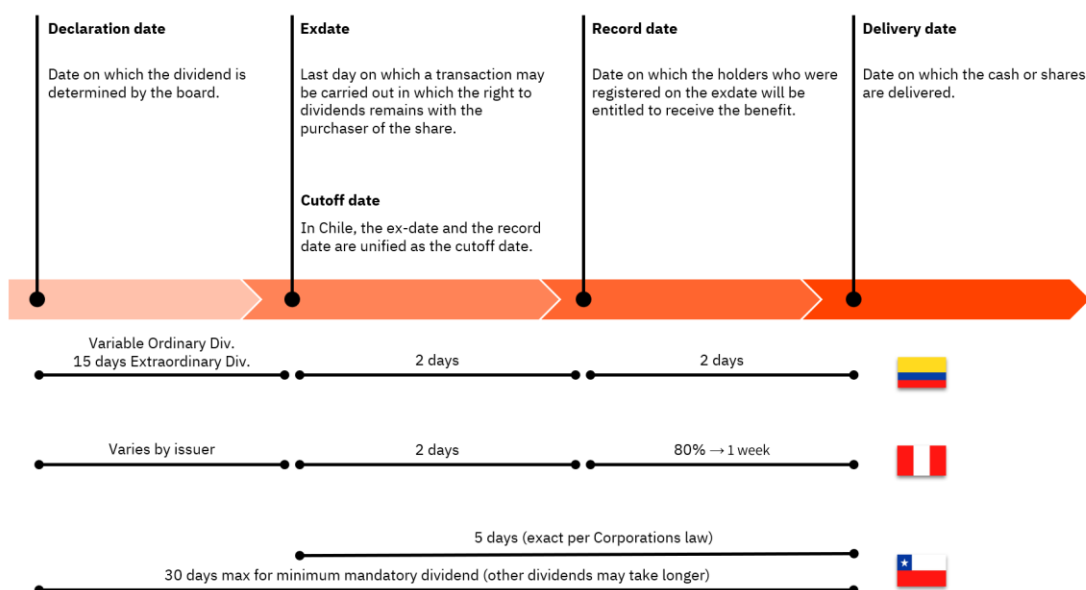 Declaration date
Date on which the dividend is
determined by the board.
Exdate
Last day on which a transaction may
be carried out in which the right to
dividends remains with the
purchaser of the share.
Cutoff date
In Chile, the ex-date and the record
date are unified as the cutoff date.
Record date
Date on which the holders who were
registered on the exdate will be
entitled to receive the benefit.
Delivery date
Date on which the cash or shares
are delivered.
Variable Ordinary Div.
15 days Extraordinary Div.
2 days
2 days
Varies by issuer
2 days
80% → 1 week
5 days (exact per Corporations law)
30 days max for minimum mandatory dividend (other dividends may take longer)